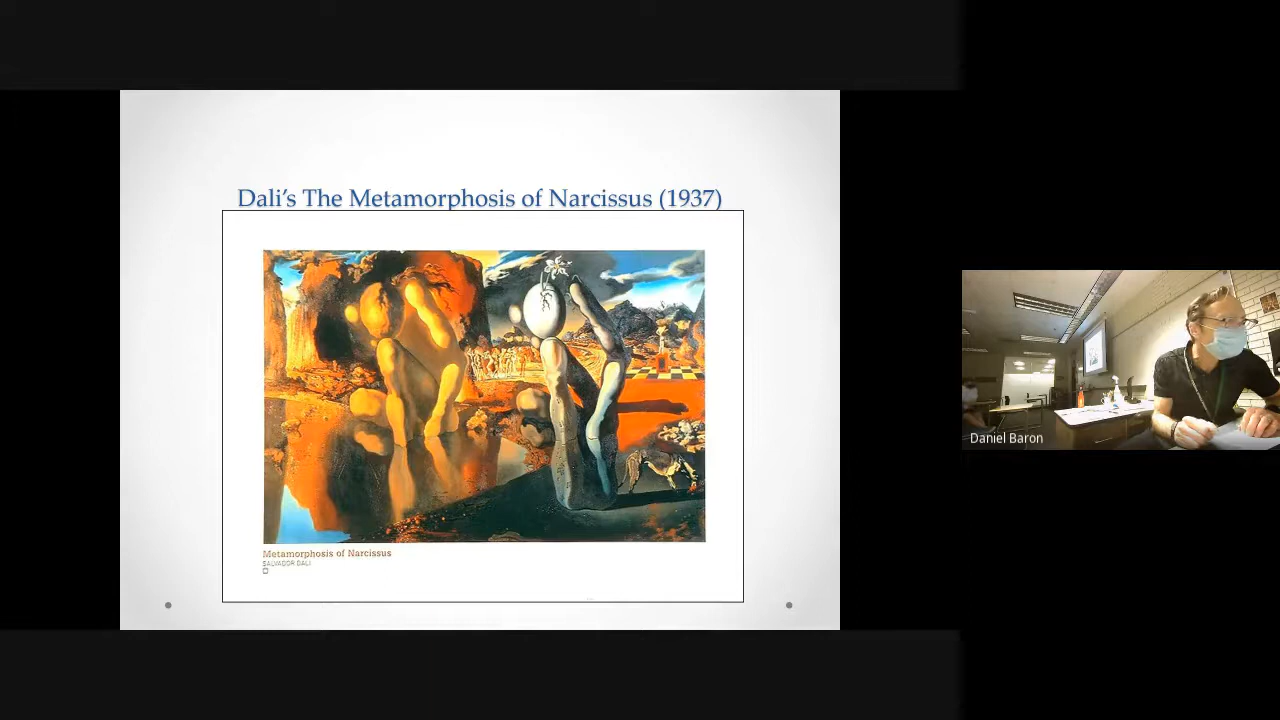 Dali’s The Metamorphosis of Narcissus (1937)
Metamorphosis of Narcissus
SALVADOR DALI
Daniel Baron